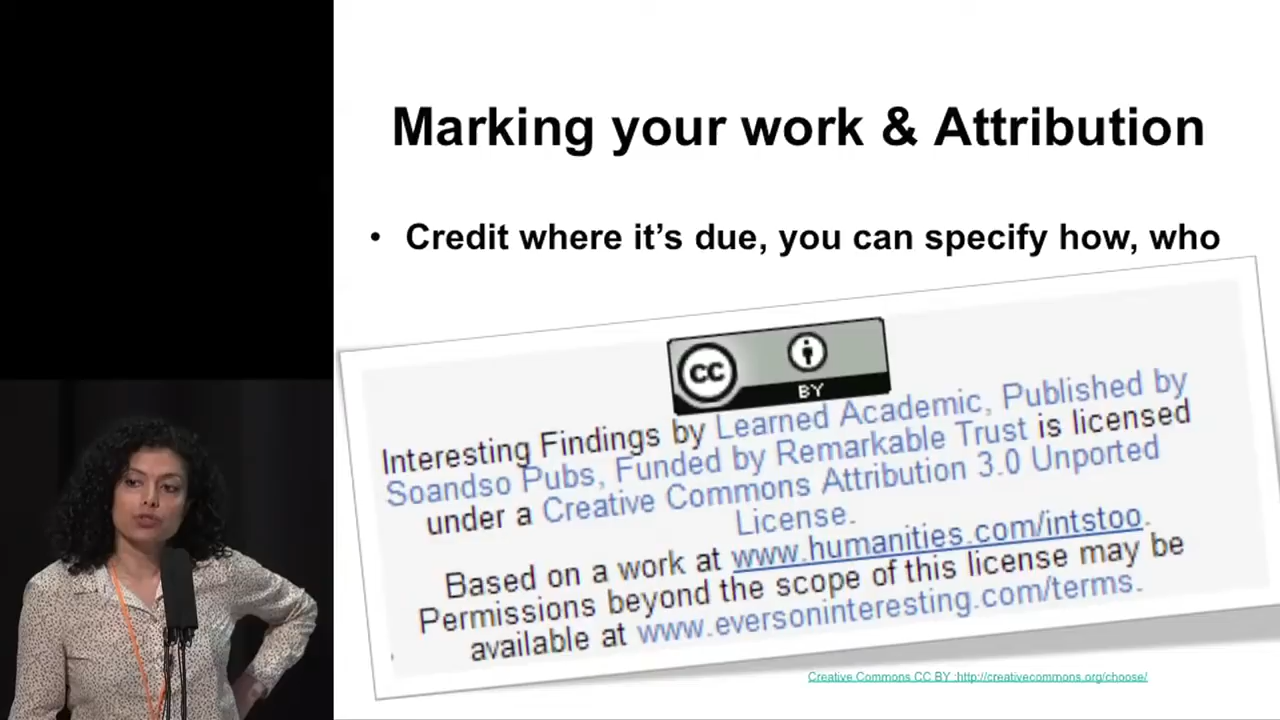 Marking your work & Attribution
• Credit where it's due, you can specify how, who
CC
BY
Interesting Findings by Learned Academic, Published by
Soandso Pubs, Funded by Remarkable Trust is licensed
under a Creative Commons Attribution 3.0 Unported
License.
Based on a work at www.humanities.com/intstoo.
Permissions beyond the scope of this license may be
available at www.eversoninteresting.com/terms.
Creative Commons CC BY :http://creativecommons.org/choose/